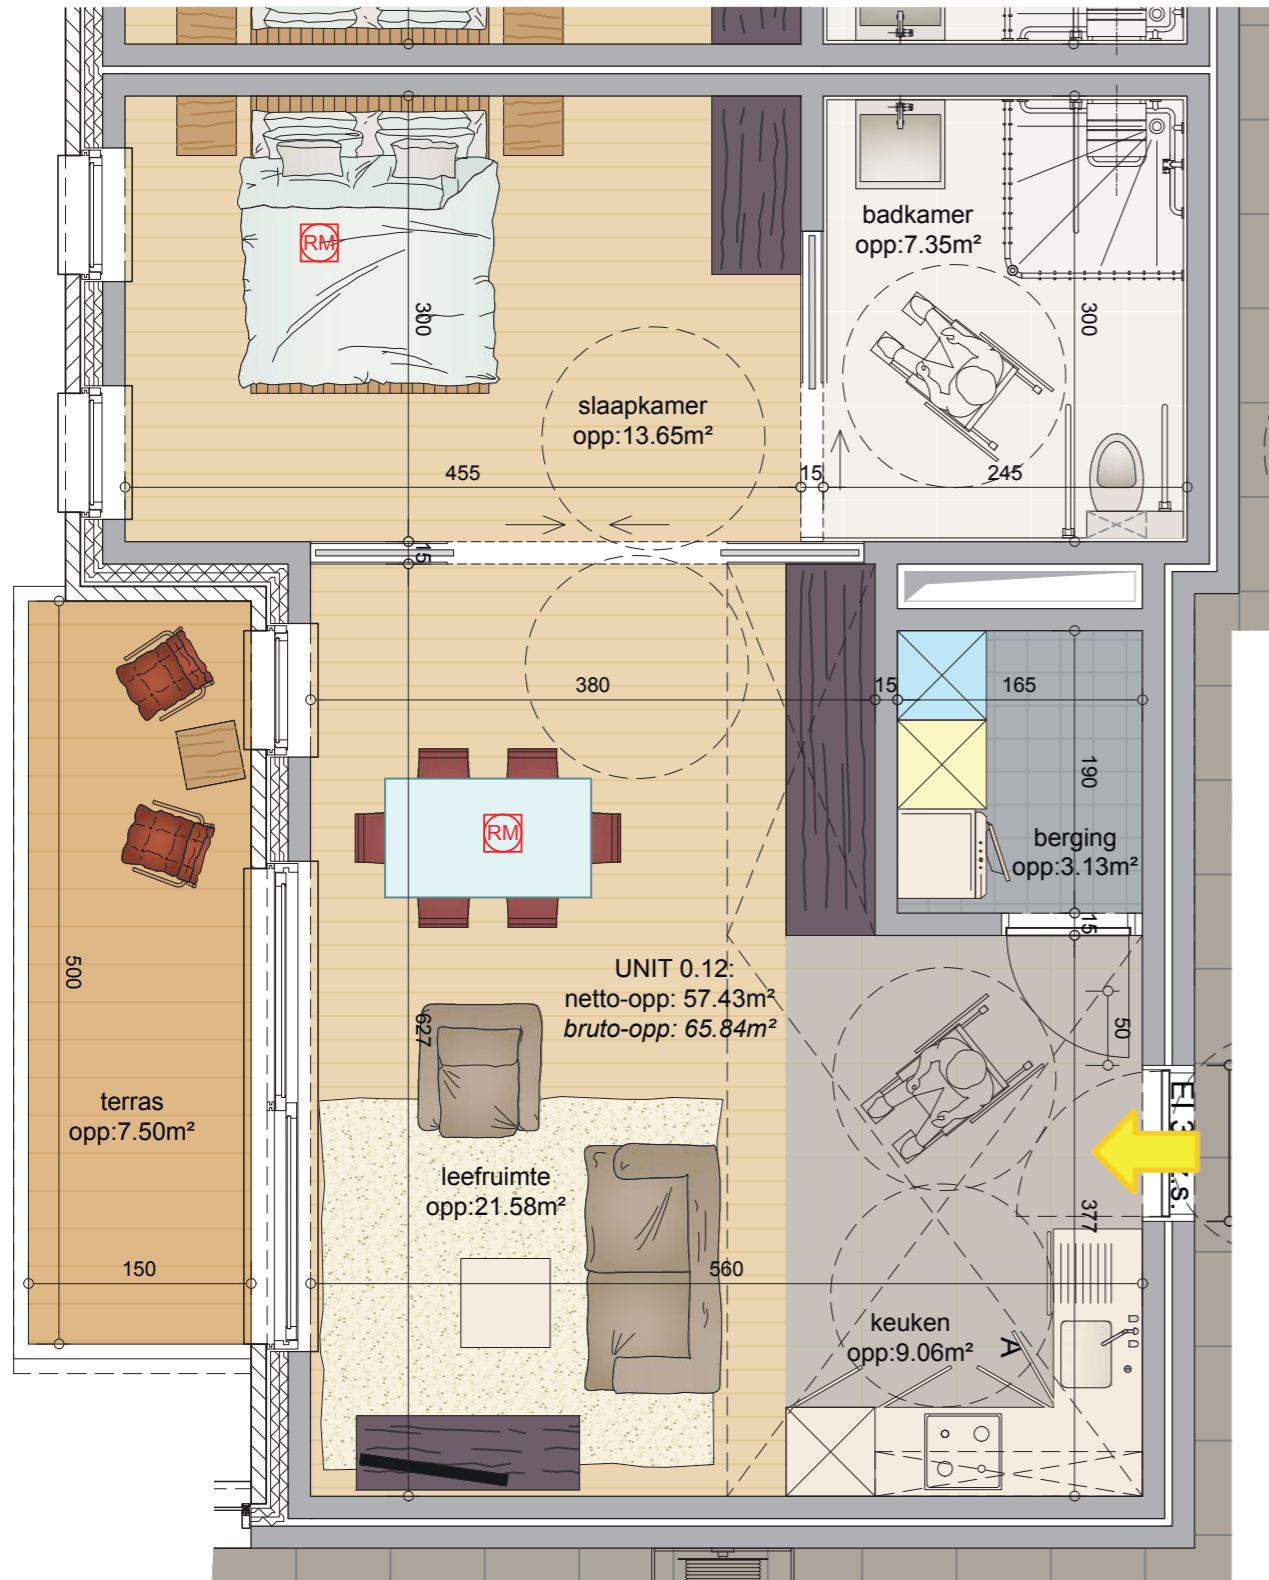 badkamer
opp:7.35m²
RM
300
300
slaapkamer
opp:13.65m²
455
15
245
15
380
15
165
190
RM
berging
opp:3.13m²
15
UNIT 0.12:
netto-opp: 57.43m²
bruto-opp: 65.84m²
500
627
50
terras
opp:7.50m²
EI 3
z.s.
leefruimte
opp:21.58m²
377
150
560
keuken
opp:9.06m²
A